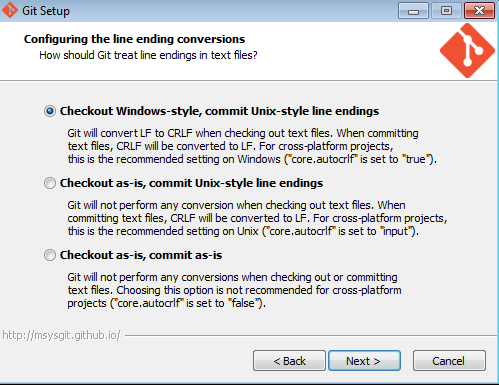 Git Setup
Configuring the line ending conversions
How should Git treat line endings in text files?
Checkout Windows-style, commit Unix-style line endings
Git will convert LF to CRLF when checking out text files. When committing
text files, CRLF will be converted to LF. For cross-platform projects,
this is the recommended setting on Windows ("core.autocrlf" is set to "true").
Checkout as-is, commit Unix-style line endings
Git will not perform any conversion when checking out text files. When
committing text files, CRLF will be converted to LF. For cross-platform projects,
this is the recommended setting on Unix ("core.autocrlf" is set to "input").
Checkout as-is, commit as-is
Git will not perform any conversions when checking out or committing
text files. Choosing this option is not recommended for cross-platform
projects ("core.autocrlf" is set to "false").
http://msysgit.github.io/
< Back Next > Cancel